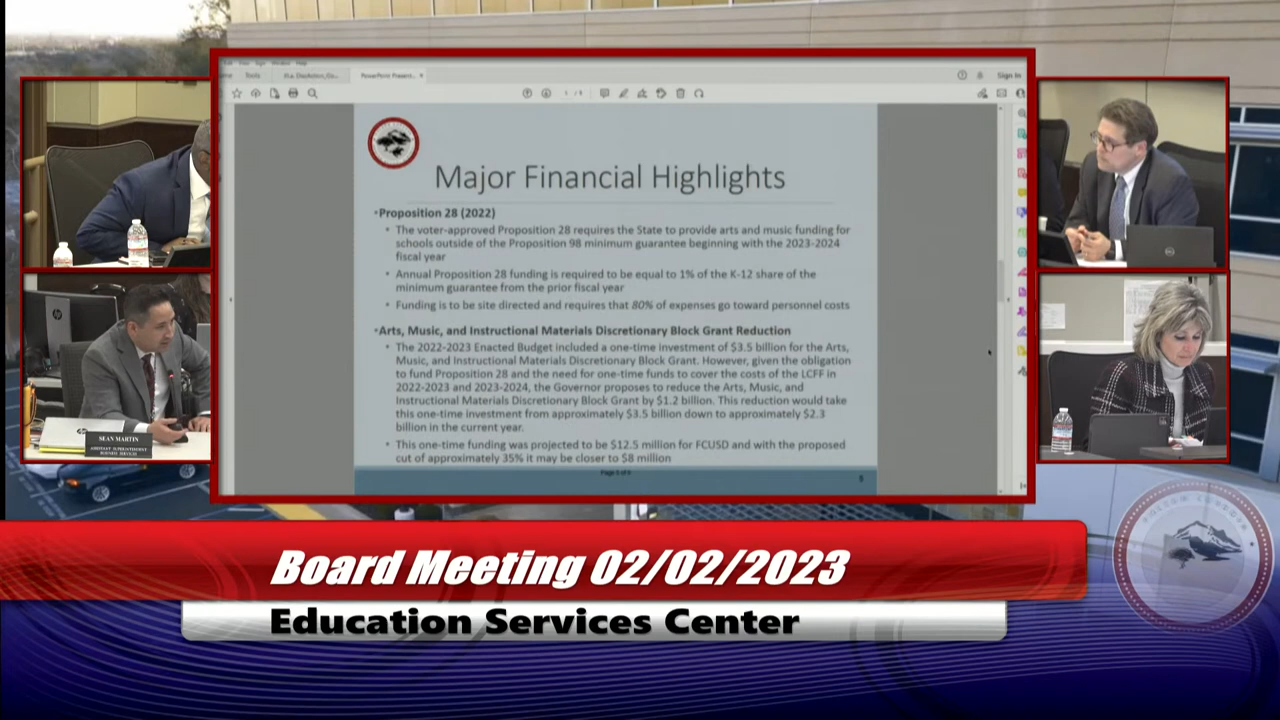 Tools
PowerPoint Present...
Sign In
Major Financial Highlights
Proposition 28 (2022)
The voter-approved Proposition 28 requires the State to provide arts and music funding for
schools outside of the Proposition 98 minimum guarantee beginning with the 2023-2024
fiscal year
Annual Proposition 28 funding is required to be equal to 1% of the K-12 share of the
minimum guarantee from the prior fiscal year
Funding is to be site directed and requires that 80% of expenses go toward personnel costs
Arts, Music, and Instructional Materials Discretionary Block Grant Reduction
The 2022-2023 Enacted Budget included a one-time investment of $3.5 billion for the Arts,
Music, and Instructional Materials Discretionary Block Grant. However, given the obligation
to fund Proposition 28 and the need for one-time funds to cover the costs of the LCFF in
2022-2023 and 2023-2024, the Governor proposes to reduce the Arts, Music, and
Instructional Materials Discretionary Block Grant by $1.2 billion. This reduction would take
this one-time investment from approximately $3.5 billion down to approximately $2.3
billion in the current year.
This one-time funding was projected to be $12.5 million for FCUSD and with the proposed
cut of approximately 35% it may be closer to $8 million
SEAN MARTIN
ASSISTANT SUPERINTENDENT
BUSINESS SERVICES
Board Meeting 02/02/2023
Education Services Center